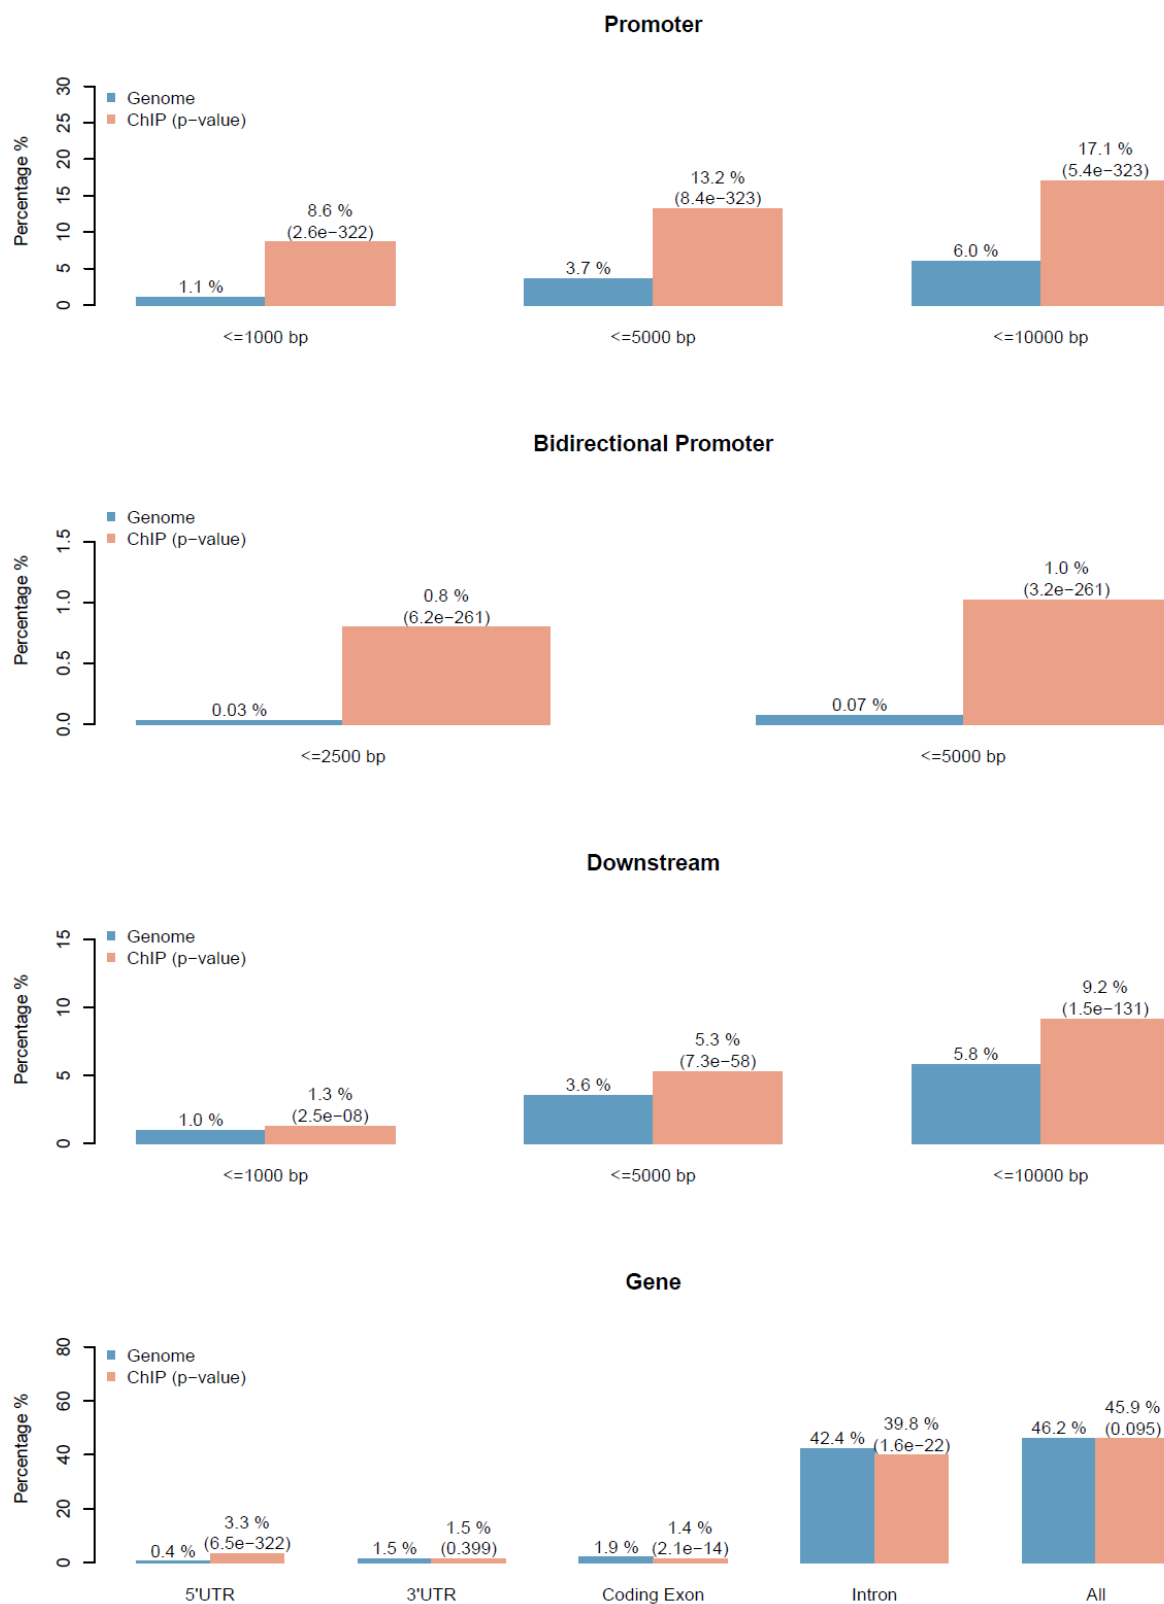 Promoter
Percentage %
0 5 10 15 20 25 30
Genome
ChIP (p−value)
1.1 %
8.6 %
(2.6e−322)
3.7 %
13.2 %
(8.4e−323)
6.0 %
17.1 %
(5.4e−323)
<=1000 bp
<=5000 bp
<=10000 bp
Bidirectional Promoter
Percentage %
0.0 0.5 1.0 1.5
Genome
ChIP (p−value)
0.03 %
0.8 %
(6.2e−261)
0.07 %
1.0 %
(3.2e−261)
<=2500 bp
<=5000 bp
Downstream
Percentage %
0 5 10 15
Genome
ChIP (p−value)
1.0 %
1.3 %
(2.5e−08)
3.6 %
5.3 %
(7.3e−58)
5.8 %
9.2 %
(1.5e−131)
<=1000 bp
<=5000 bp
<=10000 bp
Gene
Percentage %
0 20 40 60 80
Genome
ChIP (p−value)
0.4 %
3.3 %
(6.5e−322)
1.5 %
1.5 %
(0.399)
1.9 %
1.4 %
(2.1e−14)
42.4 %
39.8 %
(1.6e−22)
46.2 %
45.9 %
(0.095)
5'UTR
3'UTR
Coding Exon
Intron
All